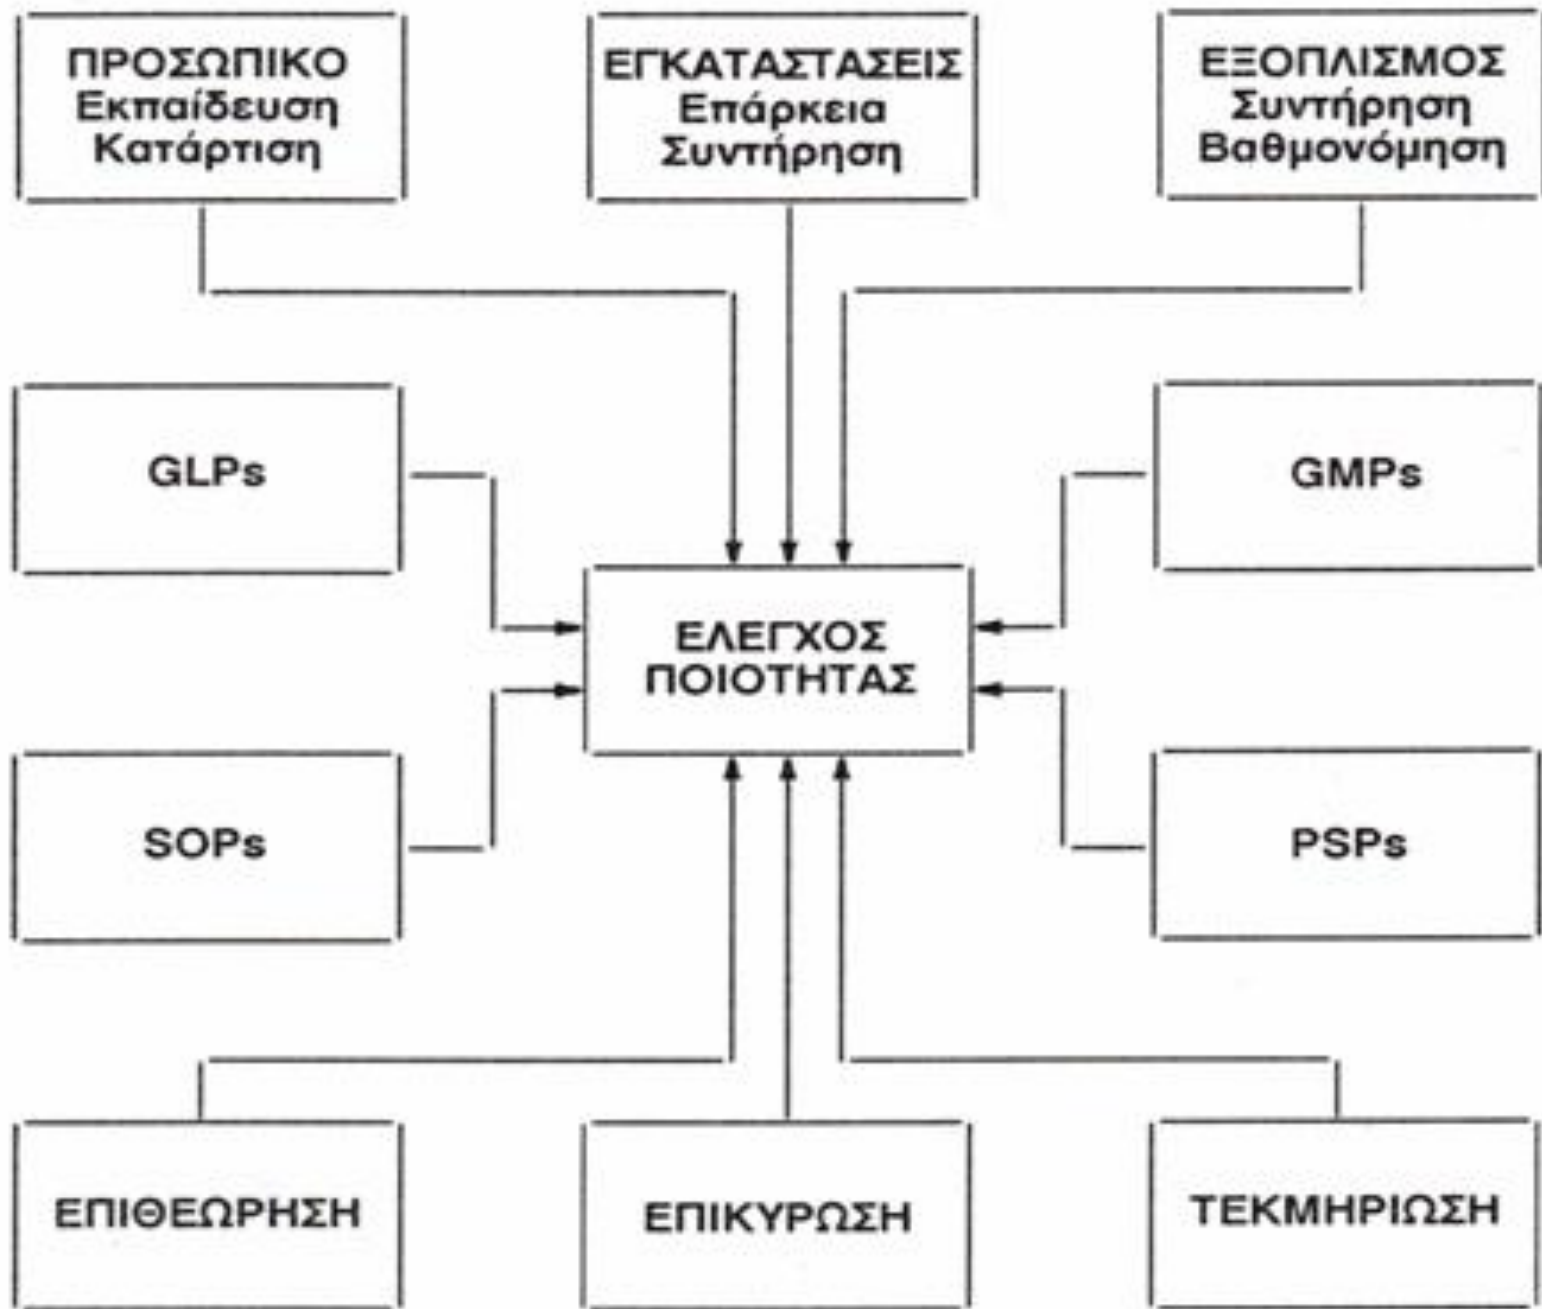 ΠΡΟΣΩΠΙΚΟ
Εκπαίδευση
Κατάρτιση
ΕΓΚΑΤΑΣΤΑΣΕΙΣ
Επάρκεια
Συντήρηση
ΕΞΟΠΛΙΣΜΟΣ
Συντήρηση
Βαθμονόμηση
GLPs
GMPs
ΕΛΕΓΧΟΣ
ΠΟΙΟΤΗΤΑΣ
SOPs
PSPs
ΕΠΙΘΕΩΡΗΣΗ
ΕΠΙΚΥΡΩΣΗ
ΤΕΚΜΗΡΙΩΣΗ